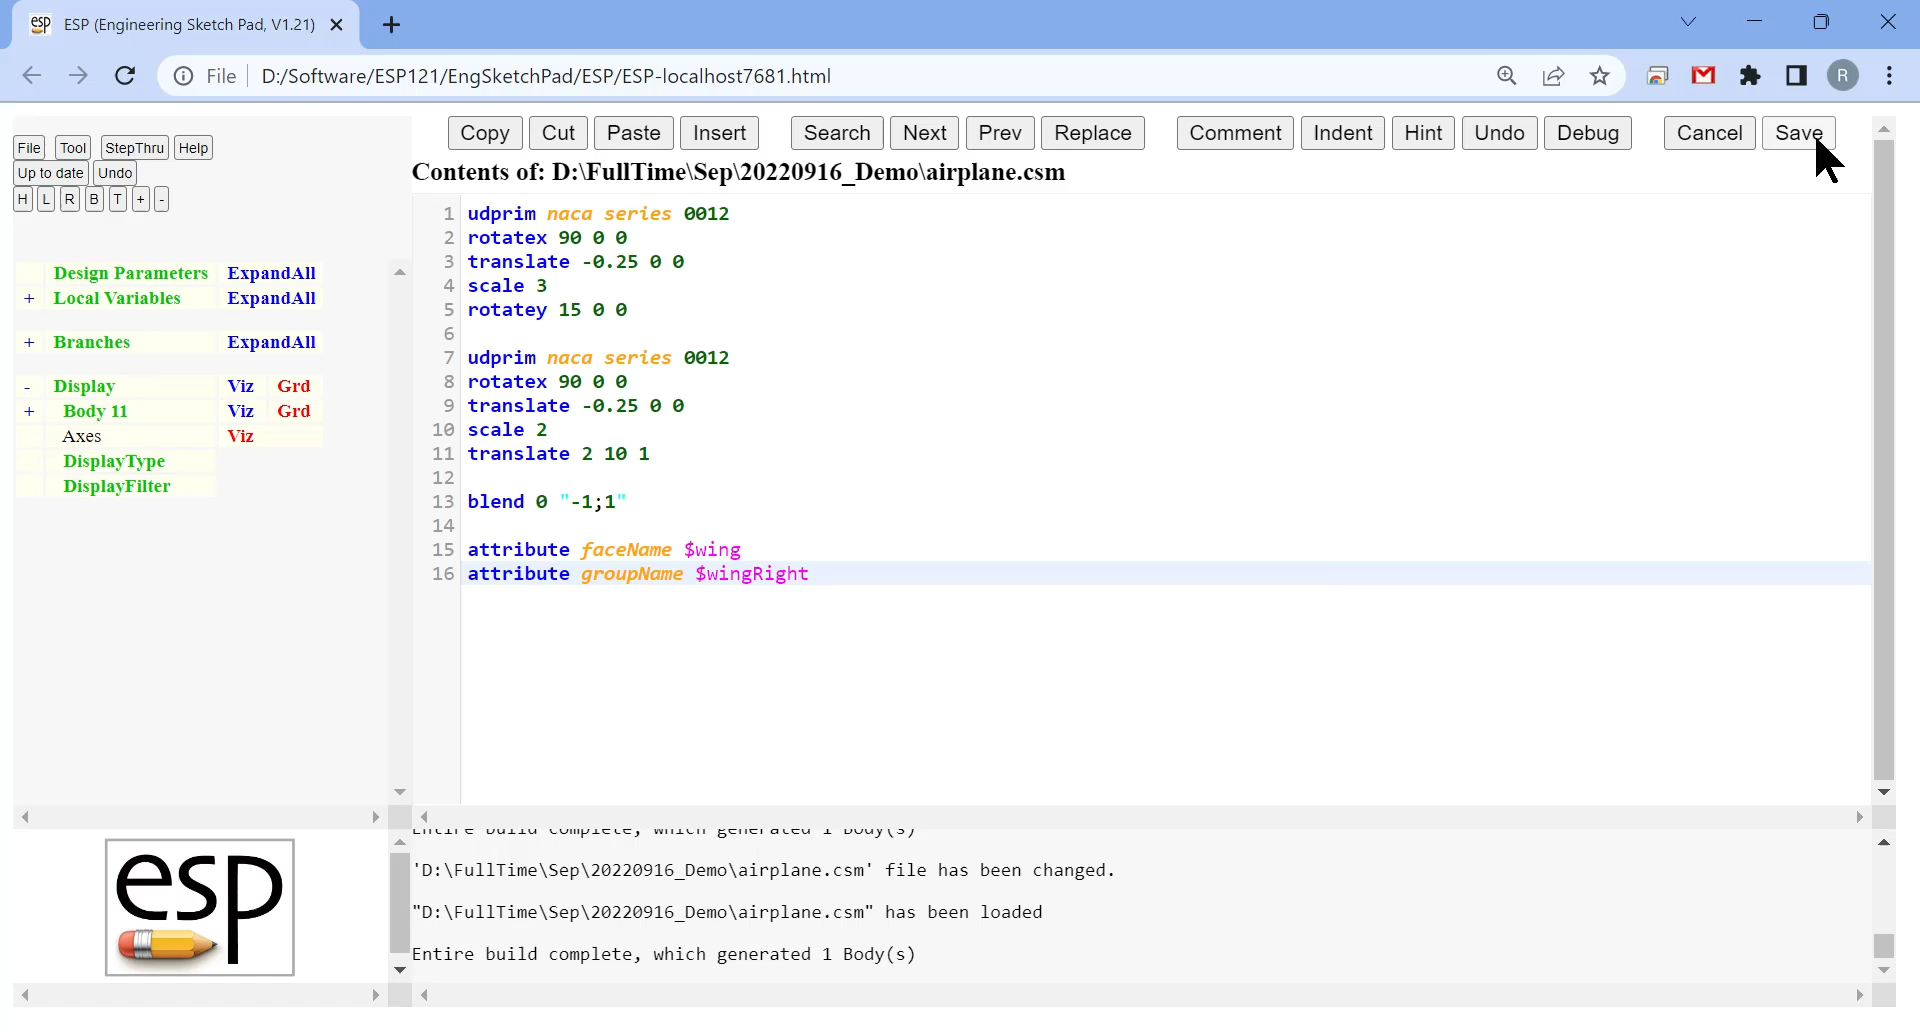 esp ESP (Engineering Sketch Pad, V1.21)
File D:/Software/ESP121/EngSketchPad/ESP/ESP-localhost7681.html R
File Tool StepThru Help
Up to date Undo
H L R B T + -
Design Parameters ExpandAll
+ Local Variables ExpandAll
+ Branches ExpandAll
- Display Viz Grd
+ Body 11 Viz Grd
Axes Viz
DisplayType
DisplayFilter
Copy Cut Paste Insert Search Next Prev Replace Comment Indent Hint Undo Debug Cancel Save
Contents of: D:\FullTime\Sep\20220916_Demo\airplane.csm
1 udprim naca series 0012
2 rotatex 90 0 0
3 translate -0.25 0 0
4 scale 3
5 rotatey 15 0 0
6
7 udprim naca series 0012
8 rotatex 90 0 0
9 translate -0.25 0 0
10 scale 2
11 translate 2 10 1
12
13 blend 0 "-1;1"
14
15 attribute faceName $wing
16 attribute groupName $wingRight
esp
Entire build complete, which generated 1 Body(s)
'D:\FullTime\Sep\20220916_Demo\airplane.csm' file has been changed.
"D:\FullTime\Sep\20220916_Demo\airplane.csm" has been loaded
Entire build complete, which generated 1 Body(s)